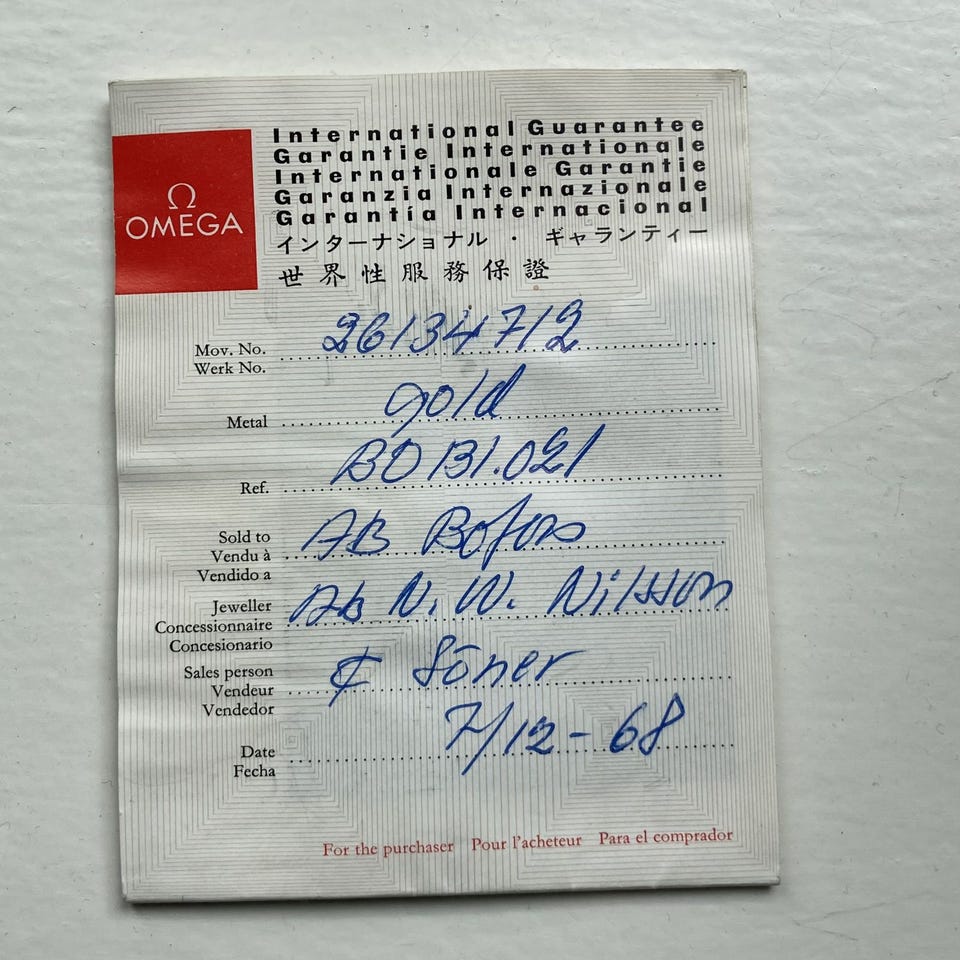 International Guarantee
Garantie Internationale
Internationale Garantie
Garanzia Internazionale
Garantía Internacional
インターナショナル・ギャランティー
世界性服務保證
Ω
OMEGA
Mov. No. 26134712
Werk No.
Metal gold
Ref. BO 131.021
Sold to AB Bofors
Vendu à
Vendido a
Jeweller Ab N. W. Nilsson
Concessionnaire
Concesionario
Sales person & Söner
Vendeur
Vendedor
Date 7/12-68
Fecha
For the purchaser Pour l'acheteur Para el comprador